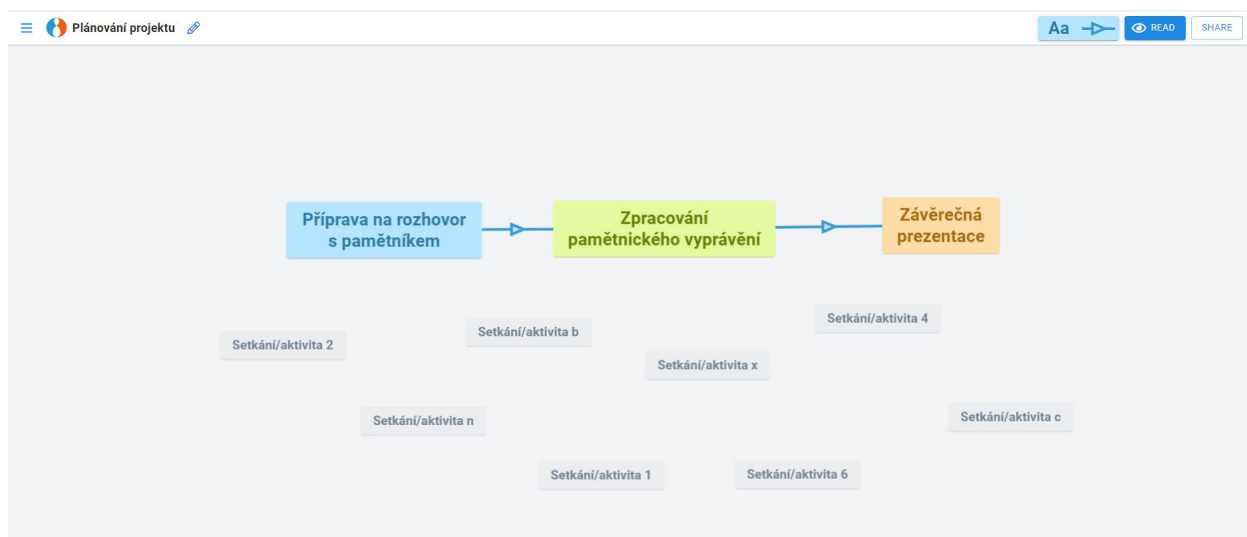 Plánování projektu
Aa
READ
SHARE
Příprava na rozhovor
s pamětníkem
Zpracování
pamětnického vyprávění
Závěrečná
prezentace
Setkání/aktivita 2
Setkání/aktivita b
Setkání/aktivita 4
Setkání/aktivita x
Setkání/aktivita n
Setkání/aktivita c
Setkání/aktivita 1
Setkání/aktivita 6